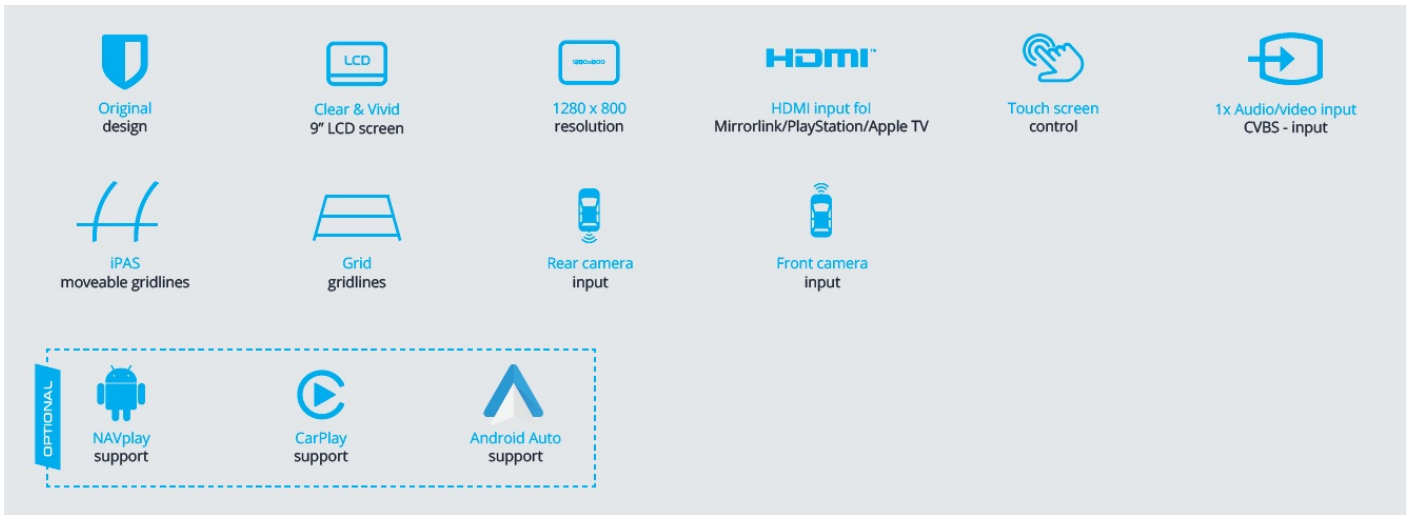 LCD
1280x800
HDMI™
Original
design
Clear & Vivid
9” LCD screen
1280 x 800
resolution
HDMI input fol
Mirrorlink/PlayStation/Apple TV
Touch screen
control
1x Audio/video input
CVBS - input
iPAS
moveable gridlines
Grid
gridlines
Rear camera
input
Front camera
input
OPTIONAL
NAVplay
support
CarPlay
support
Android Auto
support